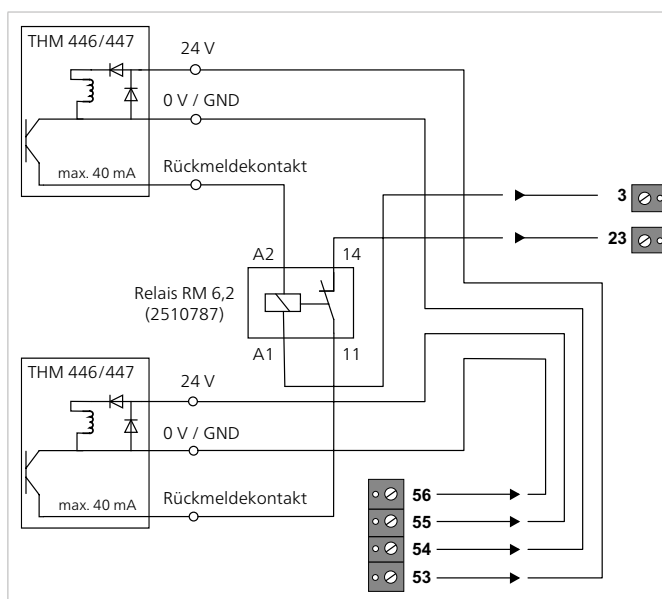 THM 446/447
24 V
0 V / GND
max. 40 mA
Rückmeldekontakt
3
23
A2
14
Relais RM 6,2
(2510787)
A1
11
THM 446/447
24 V
0 V / GND
max. 40 mA
Rückmeldekontakt
56
55
54
53